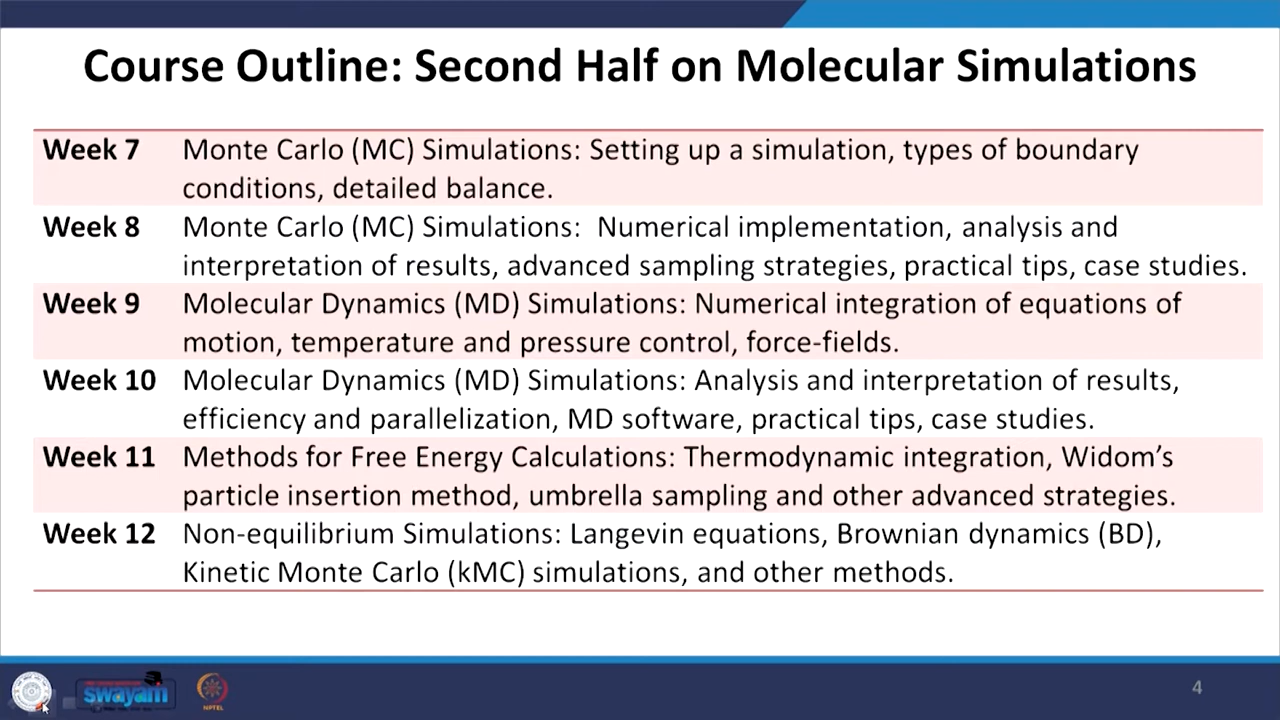 Course Outline: Second Half on Molecular Simulations
Week 7 Monte Carlo (MC) Simulations: Setting up a simulation, types of boundary
conditions, detailed balance.
Week 8 Monte Carlo (MC) Simulations: Numerical implementation, analysis and
interpretation of results, advanced sampling strategies, practical tips, case studies.
Week 9 Molecular Dynamics (MD) Simulations: Numerical integration of equations of
motion, temperature and pressure control, force-fields.
Week 10 Molecular Dynamics (MD) Simulations: Analysis and interpretation of results,
efficiency and parallelization, MD software, practical tips, case studies.
Week 11 Methods for Free Energy Calculations: Thermodynamic integration, Widom’s
particle insertion method, umbrella sampling and other advanced strategies.
Week 12 Non-equilibrium Simulations: Langevin equations, Brownian dynamics (BD),
Kinetic Monte Carlo (kMC) simulations, and other methods.
swayam
NPTEL
4